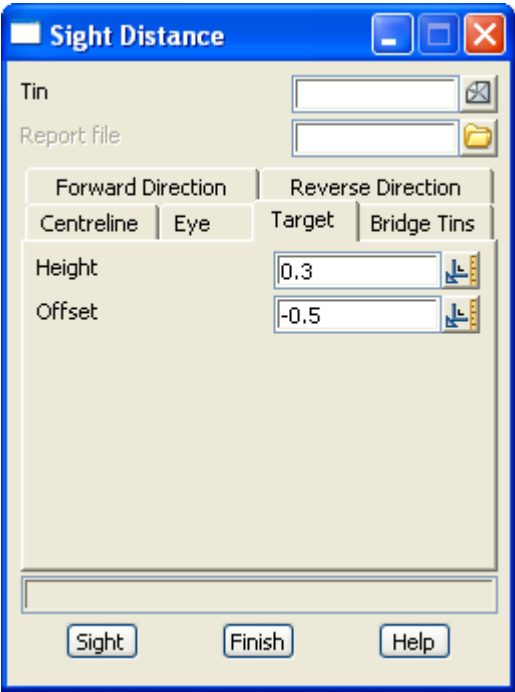 Sight Distance
Tin
Report file
Forward Direction Reverse Direction
Centreline Eye Target Bridge Tins
Height 0.3
Offset -0.5
Sight Finish Help